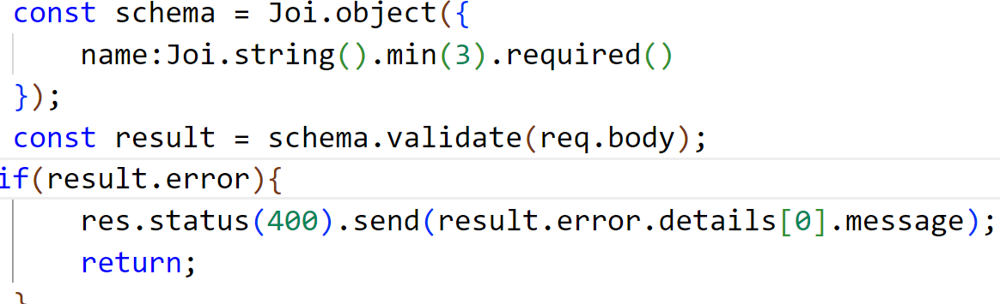 const schema = Joi.object({
name:Joi.string().min(3).required()
});
const result = schema.validate(req.body);
if(result.error){
res.status(400).send(result.error.details[0].message);
return;
}